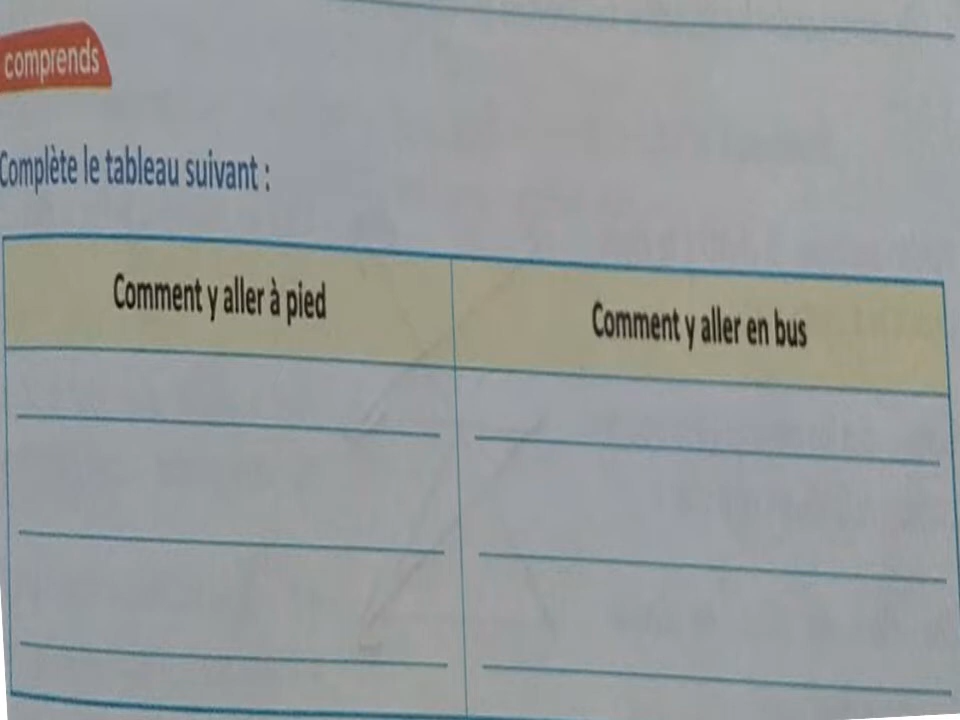 comprends
Complète le tableau suivant :
Comment y aller à pied
Comment y aller en bus